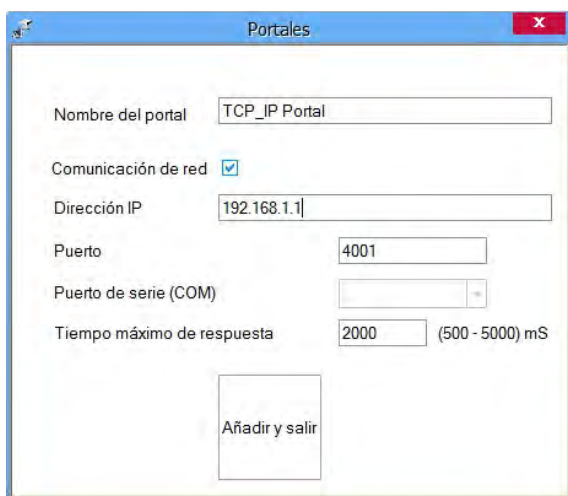 Portales
x
Nombre del portal TCP_IP Portal
Comunicación de red
Dirección IP 192.168.1.1
Puerto 4001
Puerto de serie (COM)
Tiempo máximo de respuesta 2000 (500 - 5000) mS
Añadir y salir